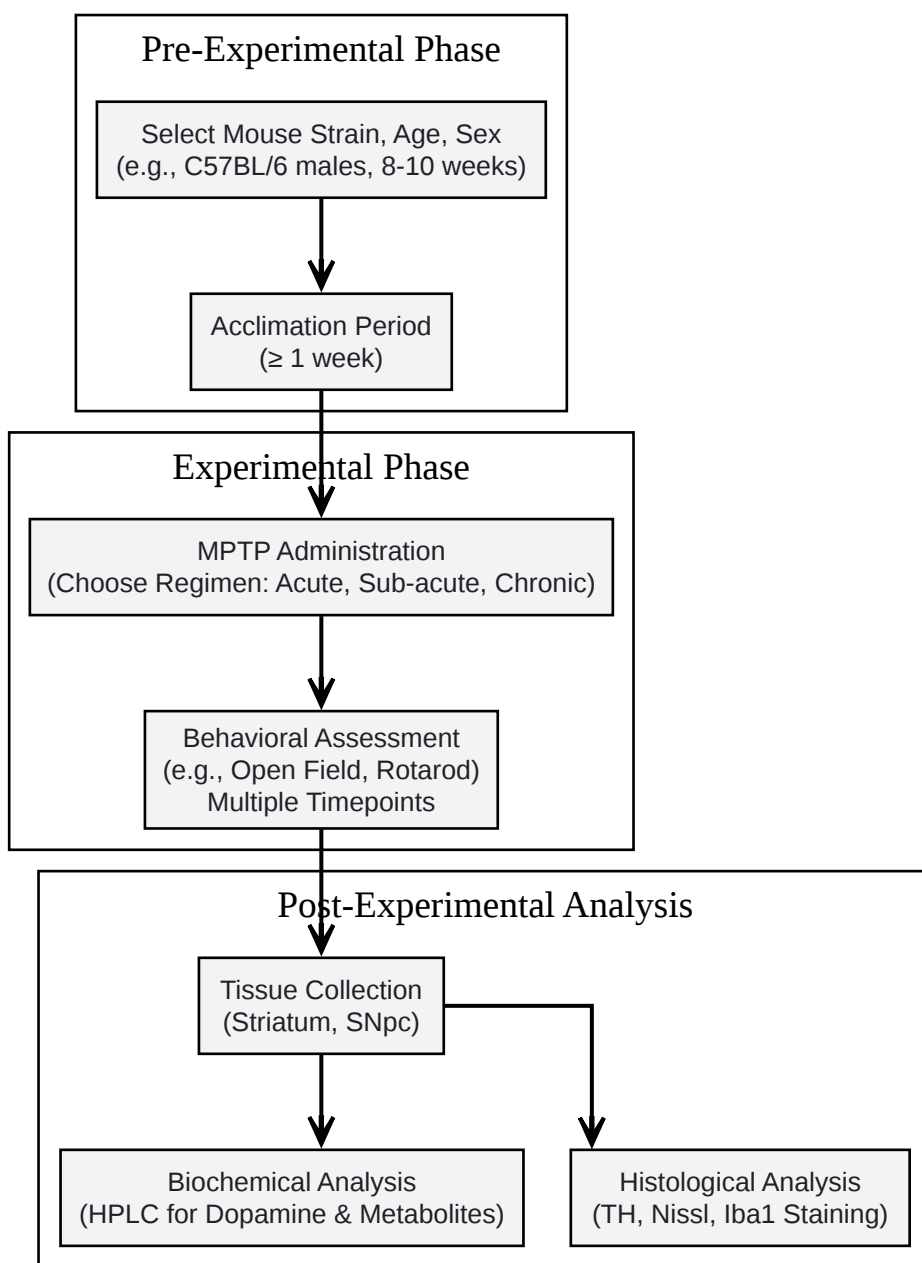 Pre-Experimental Phase
Select Mouse Strain, Age, Sex
(e.g., C57BL/6 males, 8-10 weeks)
Acclimation Period
(≥ 1 week)
Experimental Phase
MPTP Administration
(Choose Regimen: Acute, Sub-acute, Chronic)
Behavioral Assessment
(e.g., Open Field, Rotarod)
Multiple Timepoints
Post-Experimental Analysis
Tissue Collection
(Striatum, SNpc)
Biochemical Analysis
(HPLC for Dopamine & Metabolites)
Histological Analysis
(TH, Nissl, Iba1 Staining)